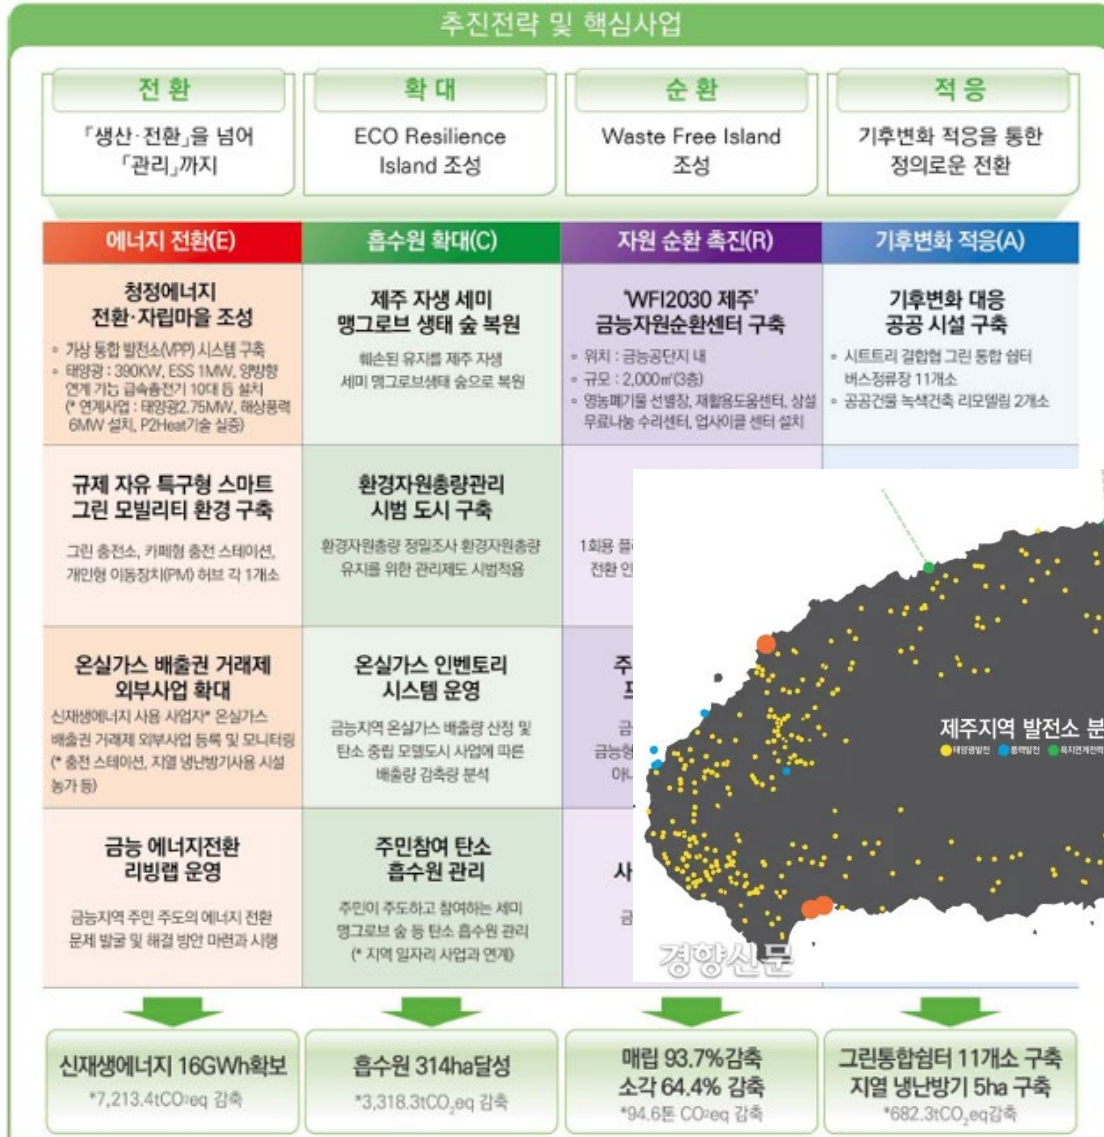 추진전략 및 핵심사업
전환
「생산·전환」을 넘어
「관리」까지
확대
ECO Resilience
Island 조성
순환
Waste Free Island
조성
적응
기후변화 적응을 통한
정의로운 전환
에너지 전환(E)
흡수원 확대(C)
자원 순환 촉진(R)
기후변화 적응(A)
청정에너지
전환·자립마을 조성
◦ 가상 통합 발전소(VPP) 시스템 구축
◦ 태양광 : 390KW, ESS 1MW, 양방향
연계 기능 급속충전기 10대 등 설치
(* 연계사업 : 태양광2.75MW, 해상풍력
6MW 설치, P2Heat기술 실증)
제주 자생 세미
맹그로브 생태 숲 복원
훼손된 유지를 제주 자생
세미 맹그로브생태 숲으로 복원
'WFI2030 제주'
금능자원순환센터 구축
◦ 위치 : 금능공단지 내
◦ 규모 : 2,000㎡(3층)
◦ 영농폐기물 선별장, 재활용도움센터, 상설
무료나눔 수리센터, 업사이클 센터 설치
기후변화 대응
공공 시설 구축
◦ 시트트리 결합협 그린 통합 쉼터
버스정류장 11개소
◦ 공공건물 녹색건축 리모델링 2개소
규제 자유 특구형 스마트
그린 모빌리티 환경 구축
그린 충전소, 카페형 충전 스테이션,
개인형 이동장치(PM) 허브 각 1개소
환경자원총량관리
시범 도시 구축
환경자원총량 정밀조사 환경자원총량
유지를 위한 관리제도 시범적용
1회용
전환
온실가스 배출권 거래제
외부사업 확대
신재생에너지 사용 사업자* 온실가스
배출권 거래제 외부사업 등록 및 모니터링
(* 충전 스테이션, 지열 냉난방기사용 시설
농가 등)
온실가스 인벤토리
시스템 운영
금능지역 온실가스 배출량 산정 및
탄소 중립 모델도시 사업에 따른
배출량 감축량 분석
금능 에너지전환
리빙랩 운영
금능지역 주민 주도의 에너지 전환
문제 발굴 및 해결 방안 마련과 시행
주민참여 탄소
흡수원 관리
주민이 주도하고 참여하는 세미
맹그로브 숲 등 탄소 흡수원 관리
(* 지역 일자리 사업과 연계)
제주지역 발전소 분
태양광발전 풍력발전 육지연계전력
경향신문
신재생에너지 16GWh확보
*7,213.4tCO₂eq 감축
흡수원 314ha달성
*3,318.3tCO₂eq 감축
매립 93.7%감축
소각 64.4% 감축
*94.6톤 CO₂eq 감축
그린통합쉼터 11개소 구축
지열 냉난방기 5ha 구축
*682.3tCO₂eq감축